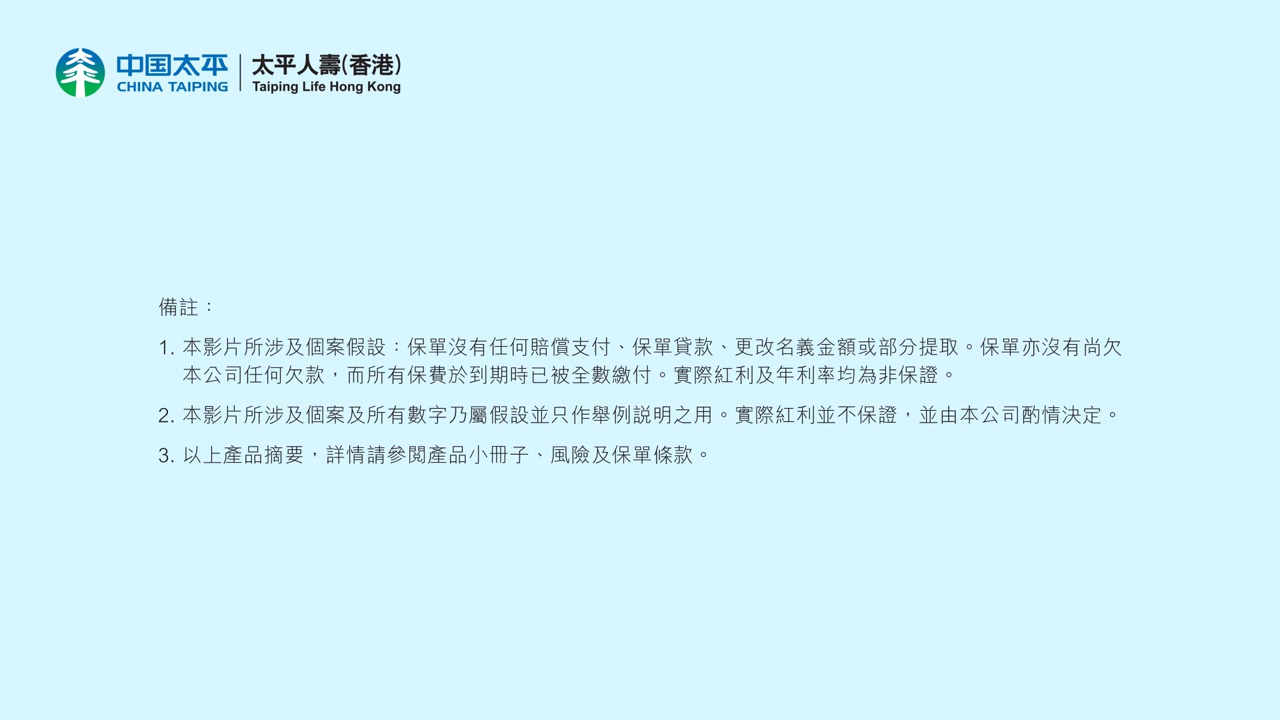 中国太平
CHINA TAIPING
太平人壽(香港)
Taiping Life Hong Kong
備註：
1. 本影片所涉及個案假設：保單沒有任何賠償支付、保單貸款、更改名義金額或部分提取。保單亦沒有尚欠
本公司任何欠款，而所有保費於到期時已被全數繳付。實際紅利及年利率均為非保證。
2. 本影片所涉及個案及所有數字乃屬假設並只作舉例説明之用。實際紅利並不保證，並由本公司酌情決定。
3. 以上產品摘要，詳情請參閱產品小冊子、風險及保單條款。